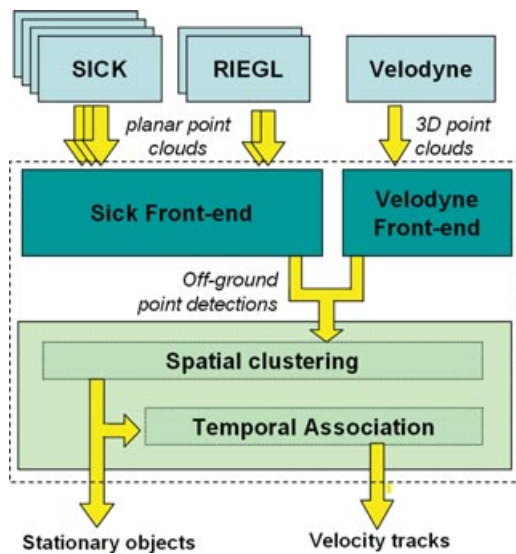 SICK
RIEGL
Velodyne
planar point
clouds
3D point
clouds
Sick Front-end
Velodyne
Front-end
Off-ground
point detections
Spatial clustering
Temporal Association
Stationary objects
Velocity tracks